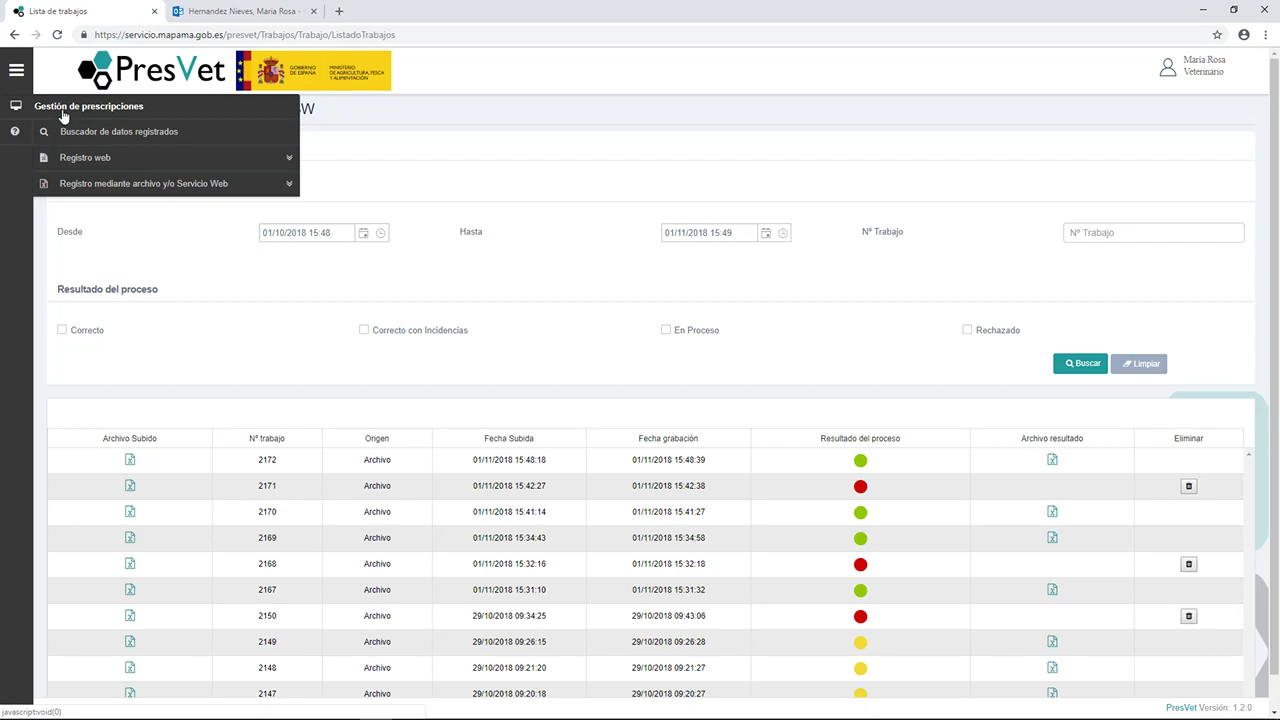 Lista de trabajos
Hernandez Nieves, Maria Rosa -
https://servicio.mapama.gob.es/presvet/Trabajos/Trabajo/ListadoTrabajos
PresVet
GOBIERNO DE ESPAÑA
MINISTERIO DE AGRICULTURA, PESCA Y ALIMENTACIÓN
Maria Rosa
Veterinario
Gestión de prescripciones
SW
Buscador de datos registrados
Registro web
Registro mediante archivo y/o Servicio Web
Desde 01/10/2018 15:48 Hasta 01/11/2018 15:49 Nº Trabajo Nº Trabajo
Resultado del proceso
Correcto Correcto con Incidencias En Proceso Rechazado
Buscar Limpiar
Archivo Subido Nº trabajo Origen Fecha Subida Fecha grabación Resultado del proceso Archivo resultado Eliminar
2172 Archivo 01/11/2018 15:48:18 01/11/2018 15:48:39
2171 Archivo 01/11/2018 15:42:27 01/11/2018 15:42:38
2170 Archivo 01/11/2018 15:41:14 01/11/2018 15:41:27
2169 Archivo 01/11/2018 15:34:43 01/11/2018 15:34:58
2168 Archivo 01/11/2018 15:32:16 01/11/2018 15:32:18
2167 Archivo 01/11/2018 15:31:10 01/11/2018 15:31:32
2150 Archivo 29/10/2018 09:34:25 29/10/2018 09:43:06
2149 Archivo 29/10/2018 09:26:15 29/10/2018 09:26:28
2148 Archivo 29/10/2018 09:21:20 29/10/2018 09:21:27
2147 Archivo 29/10/2018 09:20:18 29/10/2018 09:20:27
PresVet Versión: 1.2.0
javascript:void(0)